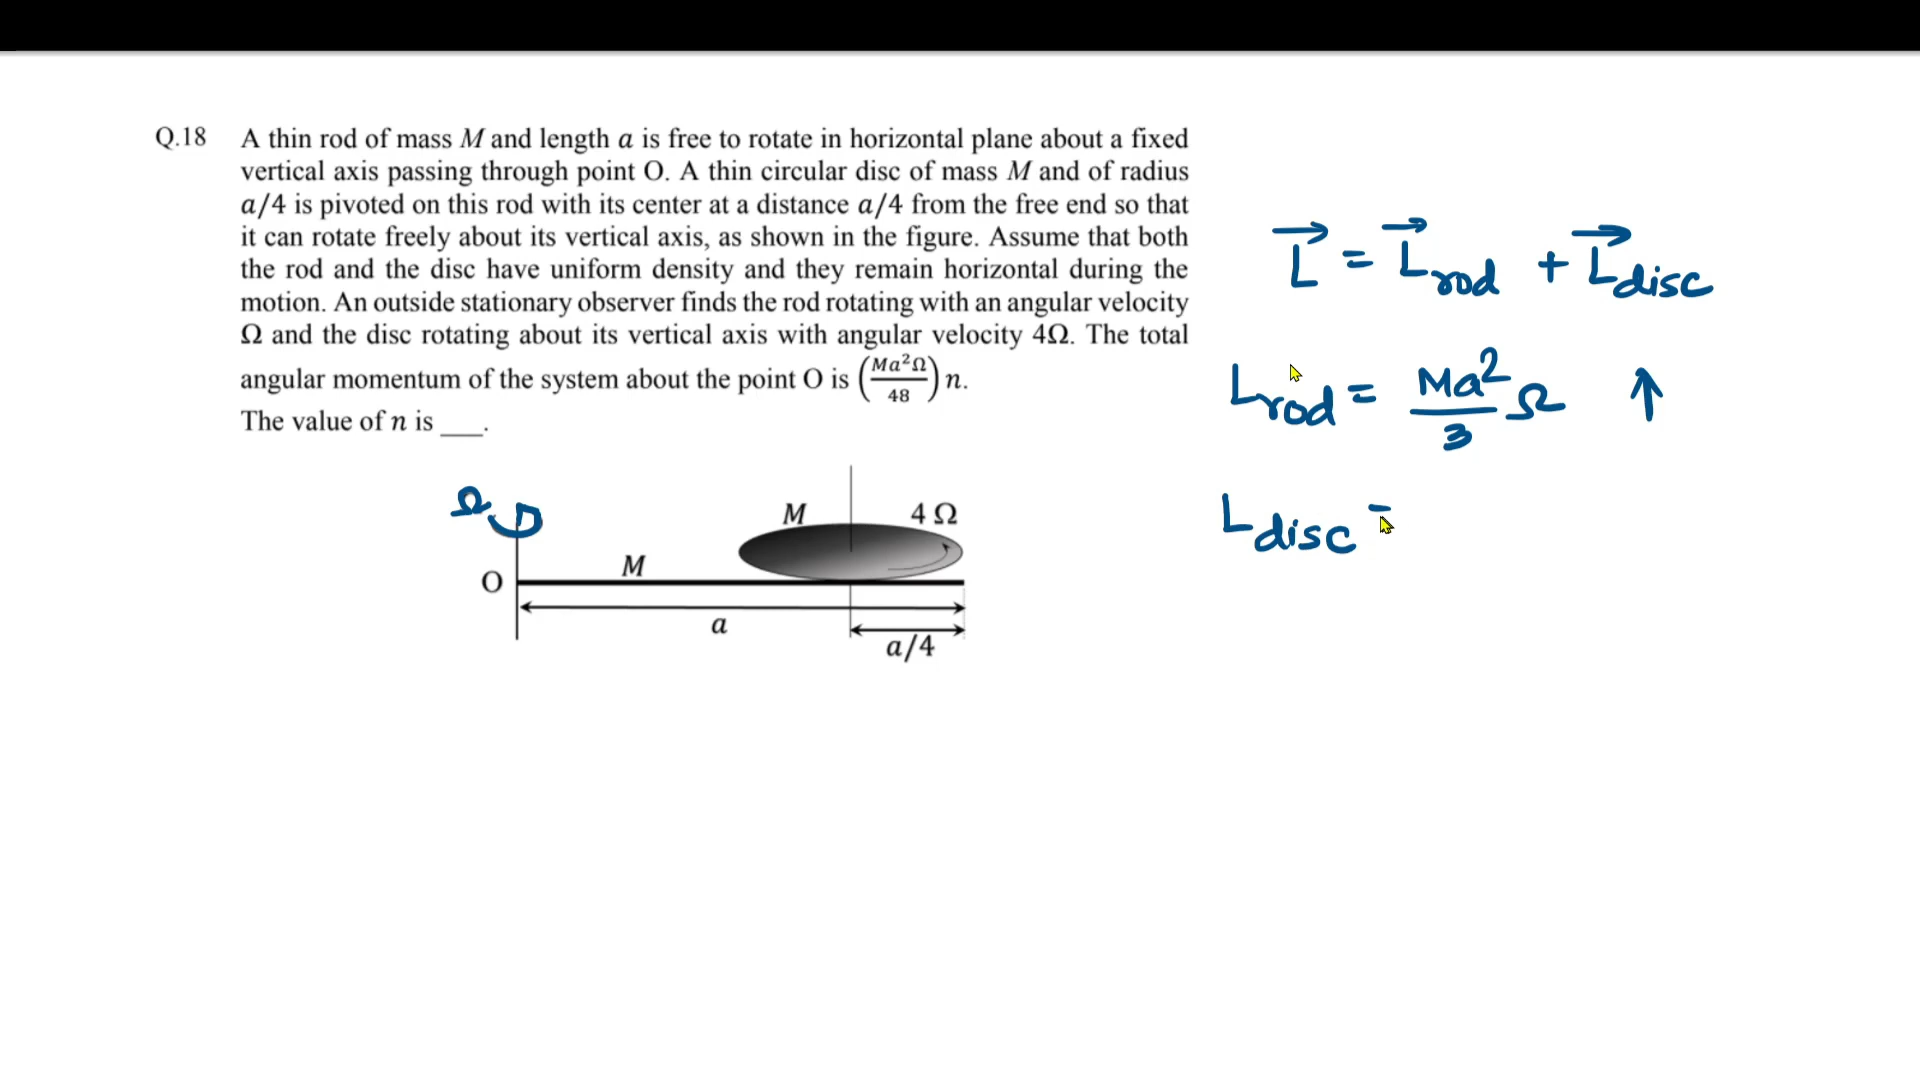 Q.18 A thin rod of mass M and length a is free to rotate in horizontal plane about a fixed
vertical axis passing through point O. A thin circular disc of mass M and of radius
a/4 is pivoted on this rod with its center at a distance a/4 from the free end so that
it can rotate freely about its vertical axis, as shown in the figure. Assume that both
the rod and the disc have uniform density and they remain horizontal during the
motion. An outside stationary observer finds the rod rotating with an angular velocity
Ω and the disc rotating about its vertical axis with angular velocity 4Ω. The total
angular momentum of the system about the point O is (Ma²Ω/48) n.
The value of n is ___.
Ω
M 4 Ω
M
O
a
a/4
L⃗ = L⃗rod + L⃗disc
Lrod = Ma²/3 Ω ↑
Ldisc =